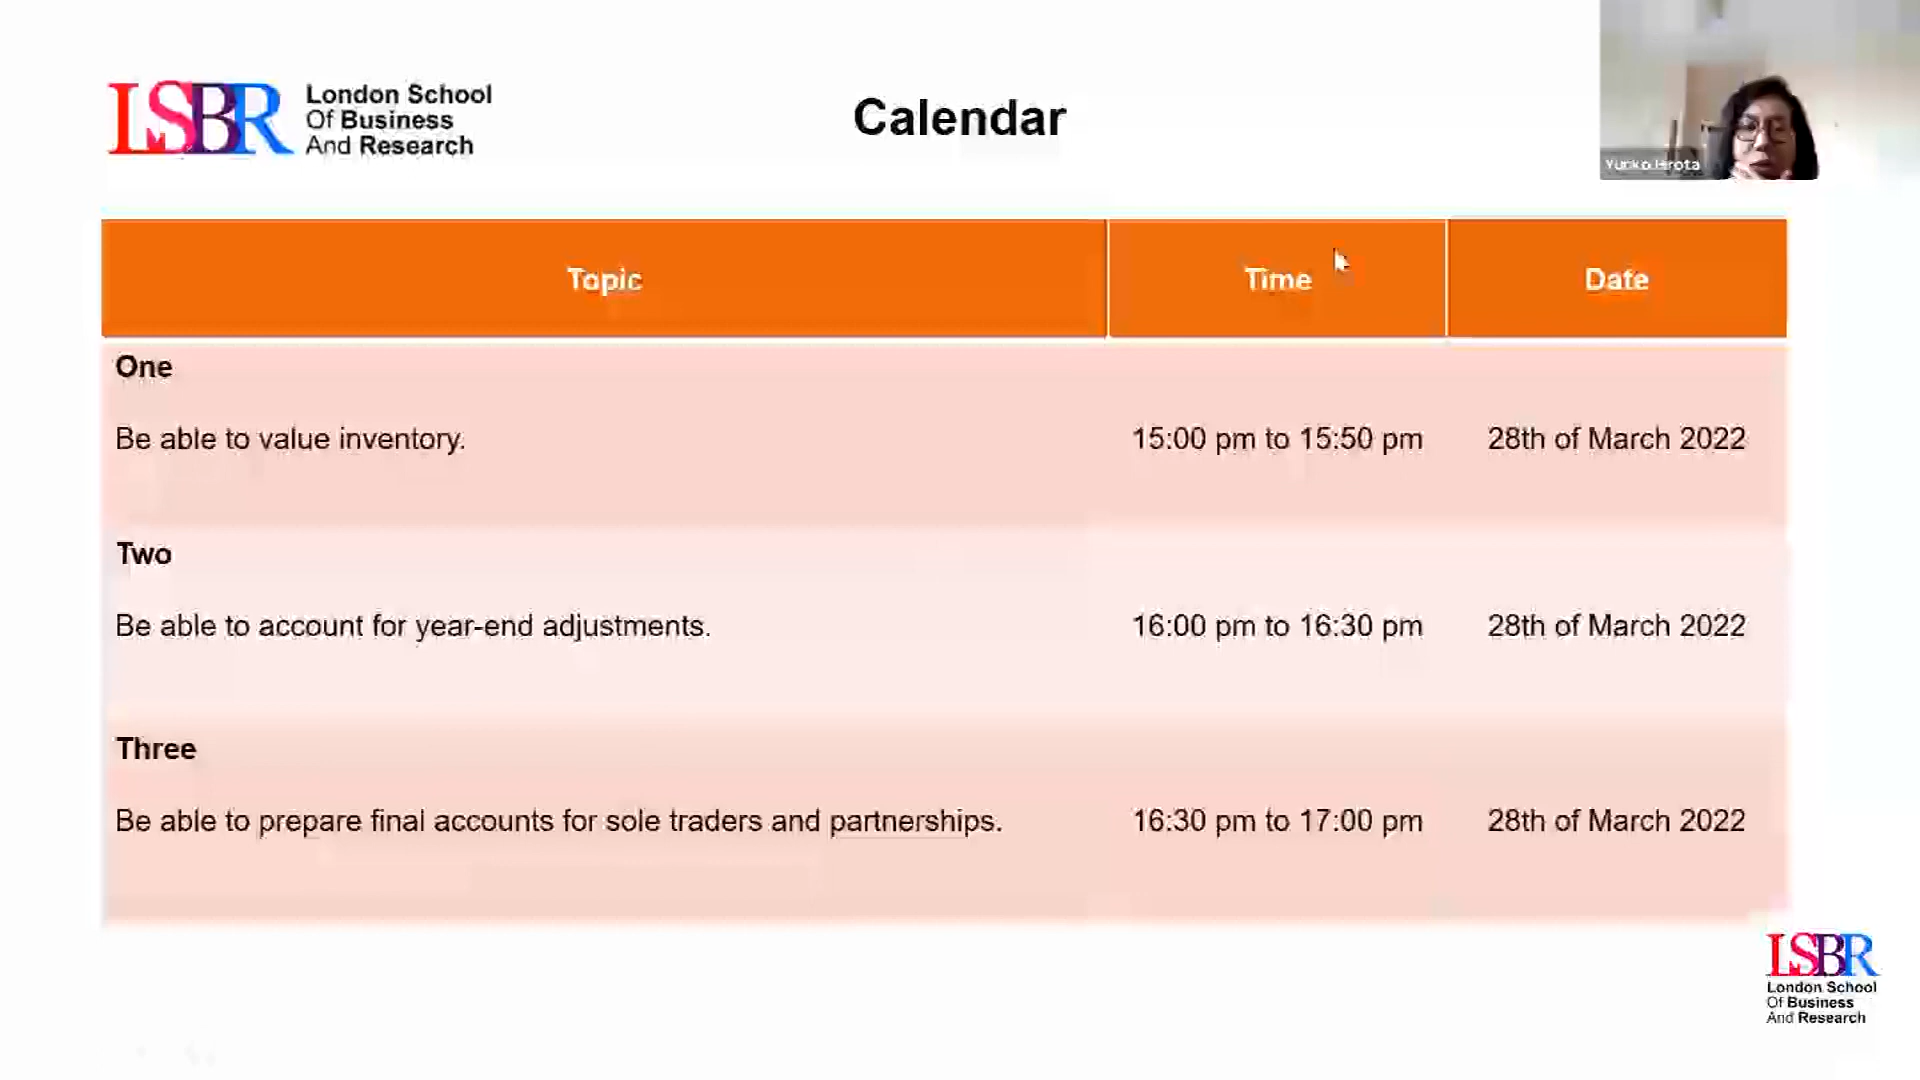 LSBR
London School
Of Business
And Research
Calendar
Yuriko Hirota
Topic Time Date
One
Be able to value inventory. 15:00 pm to 15:50 pm 28th of March 2022
Two
Be able to account for year-end adjustments. 16:00 pm to 16:30 pm 28th of March 2022
Three
Be able to prepare final accounts for sole traders and partnerships. 16:30 pm to 17:00 pm 28th of March 2022
LSBR
London School
Of Business
And Research